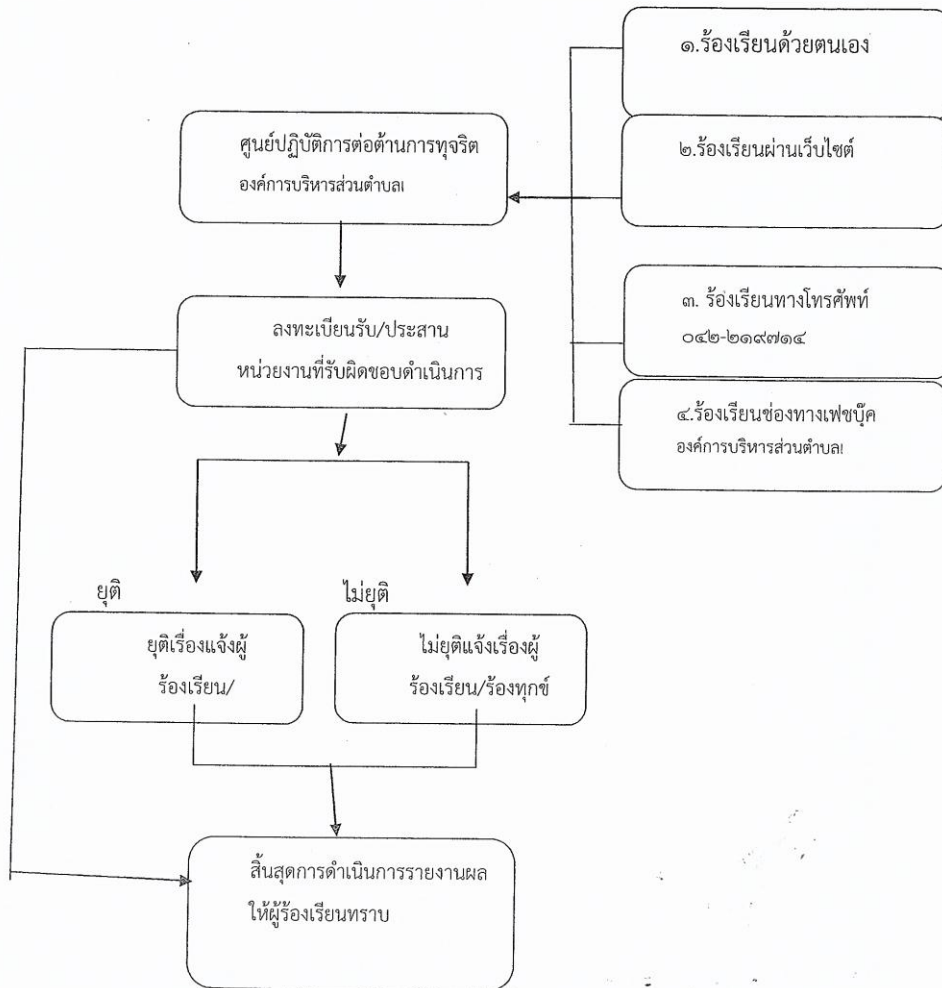 ๑.ร้องเรียนด้วยตนเอง
ศูนย์ปฏิบัติการต่อต้านการทุจริต
องค์การบริหารส่วนตำบล
๒.ร้องเรียนผ่านเว็บไซต์
ลงทะเบียนรับ/ประสาน
หน่วยงานที่รับผิดชอบดำเนินการ
๓. ร้องเรียนทางโทรศัพท์
๐๔๒-๒๑๙๗๑๔
๔.ร้องเรียนช่องทางเฟชบุ๊ค
องค์การบริหารส่วนตำบล
ยุติ
ไม่ยุติ
ยุติเรื่องแจ้งผู้
ร้องเรียน/
ไม่ยุติแจ้งเรื่องผู้
ร้องเรียน/ร้องทุกข์
สิ้นสุดการดำเนินการรายงานผล
ให้ผู้ร้องเรียนทราบ